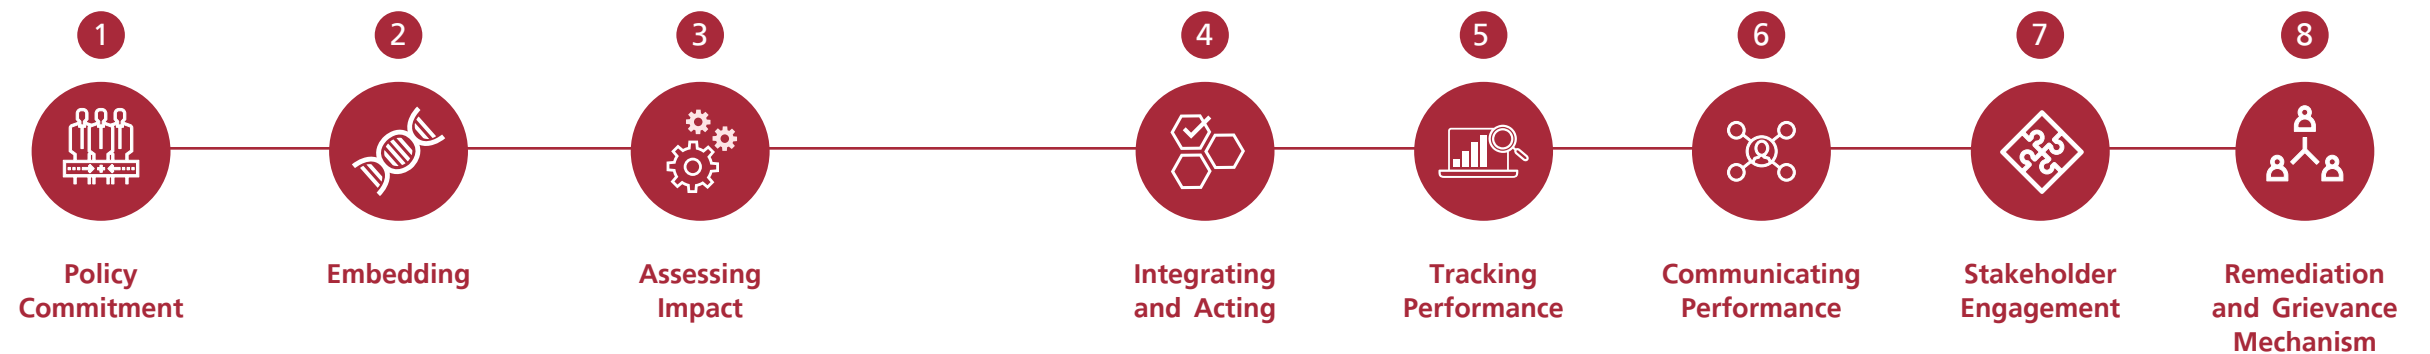 1
2
3
4
5
6
7
8
Policy
Commitment
Embedding
Assessing
Impact
Integrating
and Acting
Tracking
Performance
Communicating
Performance
Stakeholder
Engagement
Remediation
and Grievance
Mechanism